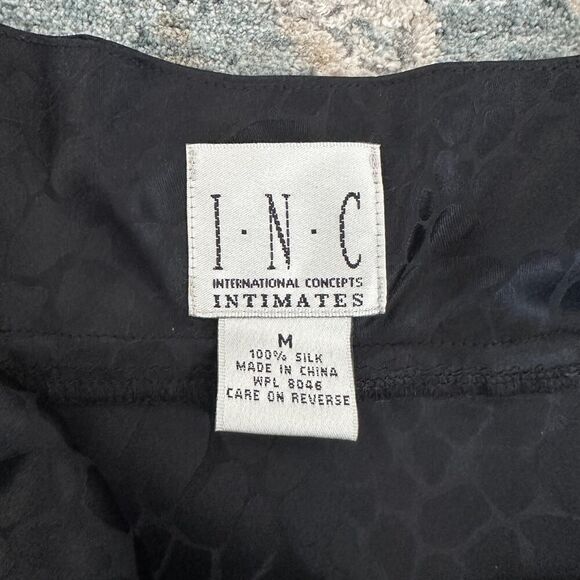 I·N·C
INTERNATIONAL CONCEPTS
INTIMATES
M
100% SILK
MADE IN CHINA
WPL 8046
CARE ON REVERSE